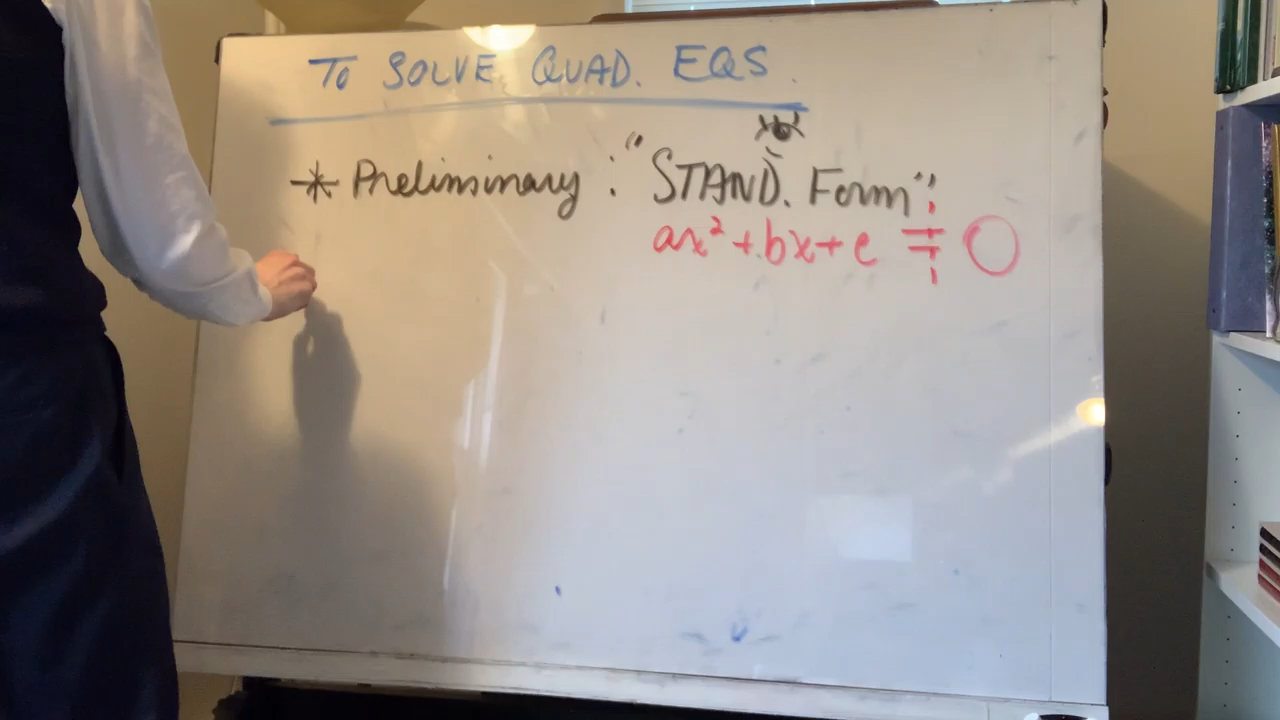 To SOLVE QUAD. EQS.
* Preliminary : "STAND. Form"
ax² + bx + c = 0